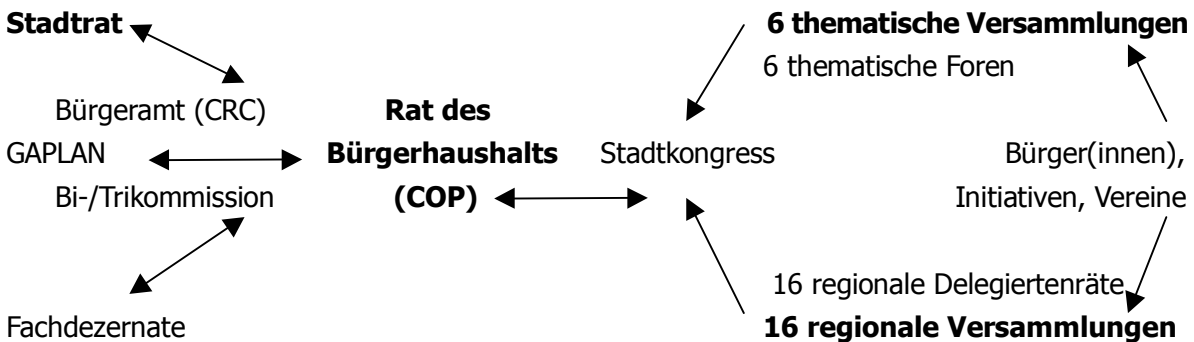 Stadtrat
6 thematische Versammlungen
6 thematische Foren
Bürgeramt (CRC)
Rat des
GAPLAN
Bürgerhaushalts
Stadtkongress
Bürger(innen),
Bi-/Trikommission
(COP)
Initiativen, Vereine
16 regionale Delegiertenräte
Fachdezernate
16 regionale Versammlungen